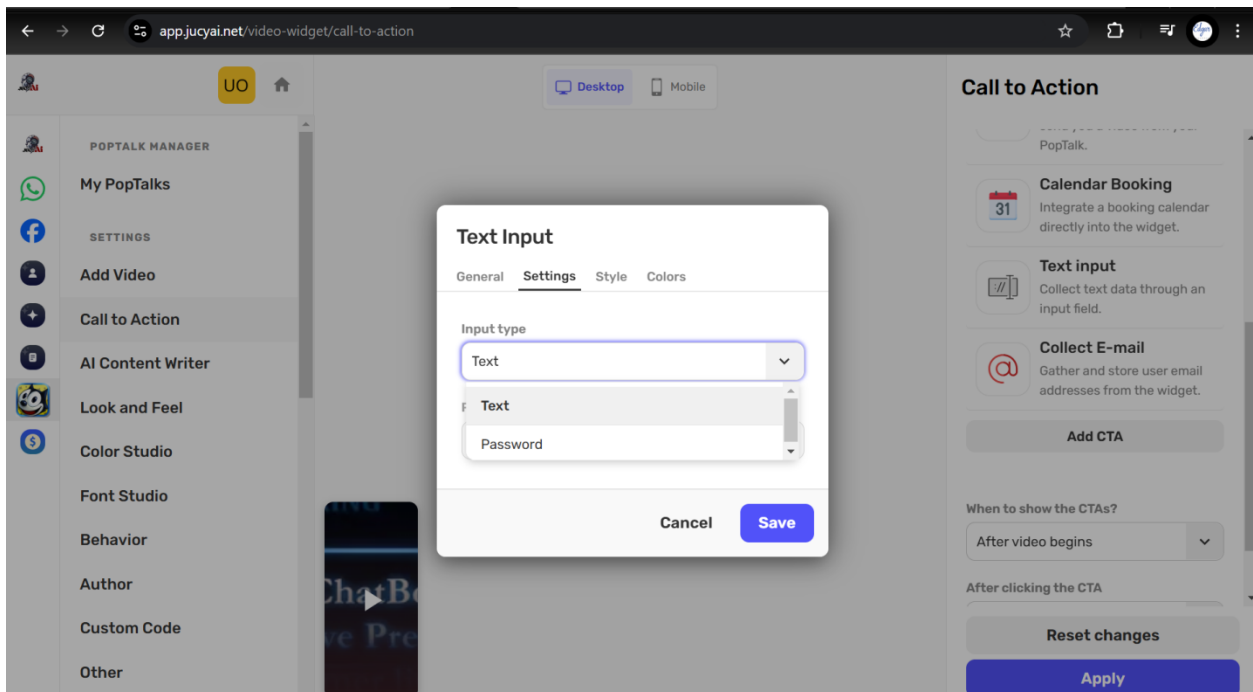 app.jucyai.net/video-widget/call-to-action
UO
Desktop
Mobile
Call to Action
POPTALK MANAGER
My PopTalks
SETTINGS
Add Video
Call to Action
AI Content Writer
Look and Feel
Color Studio
Font Studio
Behavior
Author
Custom Code
Other
Text Input
General Settings Style Colors
Input type
Text
Text
Password
Cancel
Save
PopTalk.
31
Calendar Booking
Integrate a booking calendar
directly into the widget.
Text input
Collect text data through an
input field.
Collect E-mail
Gather and store user email
addresses from the widget.
Add CTA
When to show the CTAs?
After video begins
After clicking the CTA
Reset changes
Apply